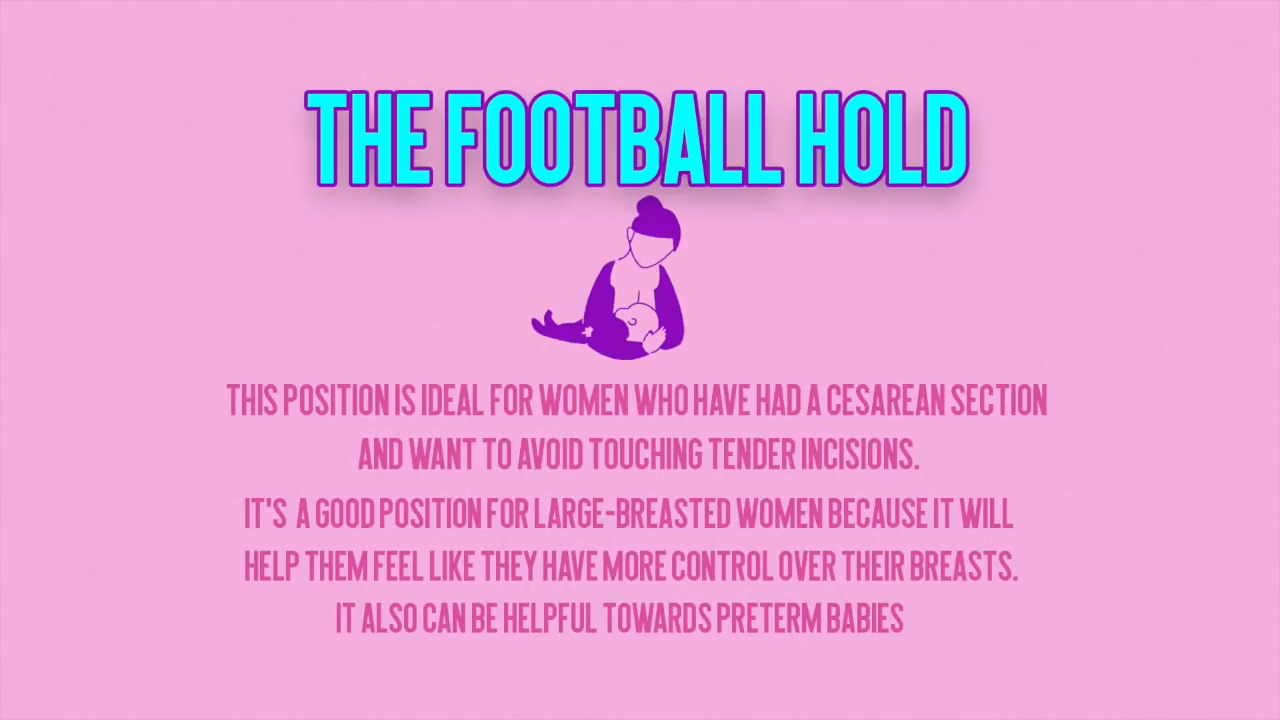 THE FOOTBALL HOLD
THIS POSITION IS IDEAL FOR WOMEN WHO HAVE HAD A CESAREAN SECTION
AND WANT TO AVOID TOUCHING TENDER INCISIONS.
IT'S A GOOD POSITION FOR LARGE-BREASTED WOMEN BECAUSE IT WILL
HELP THEM FEEL LIKE THEY HAVE MORE CONTROL OVER THEIR BREASTS.
IT ALSO CAN BE HELPFUL TOWARDS PRETERM BABIES